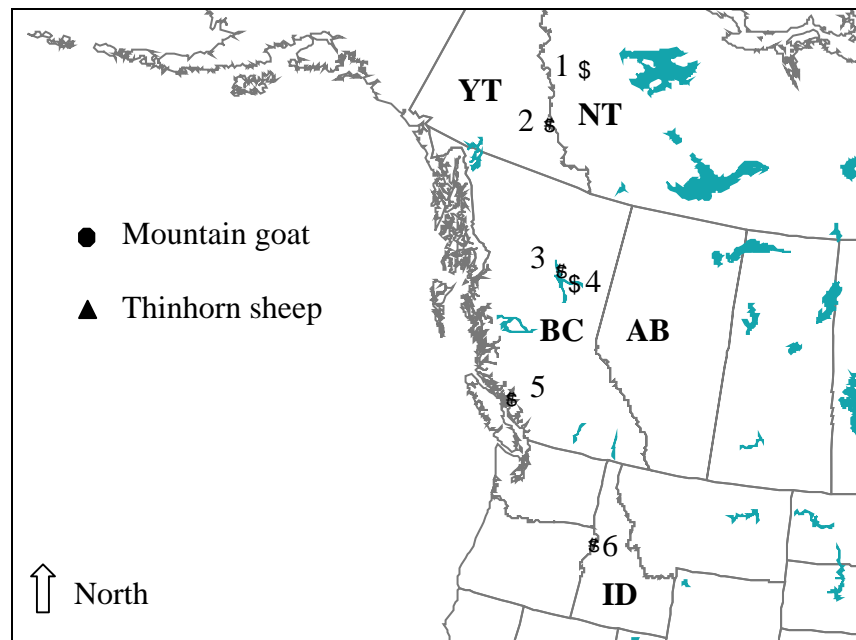 1 $
YT
2 $
NT
Mountain goat
3 $
$ 4
Thinhorn sheep
BC
AB
5
$
$ 6
North
ID